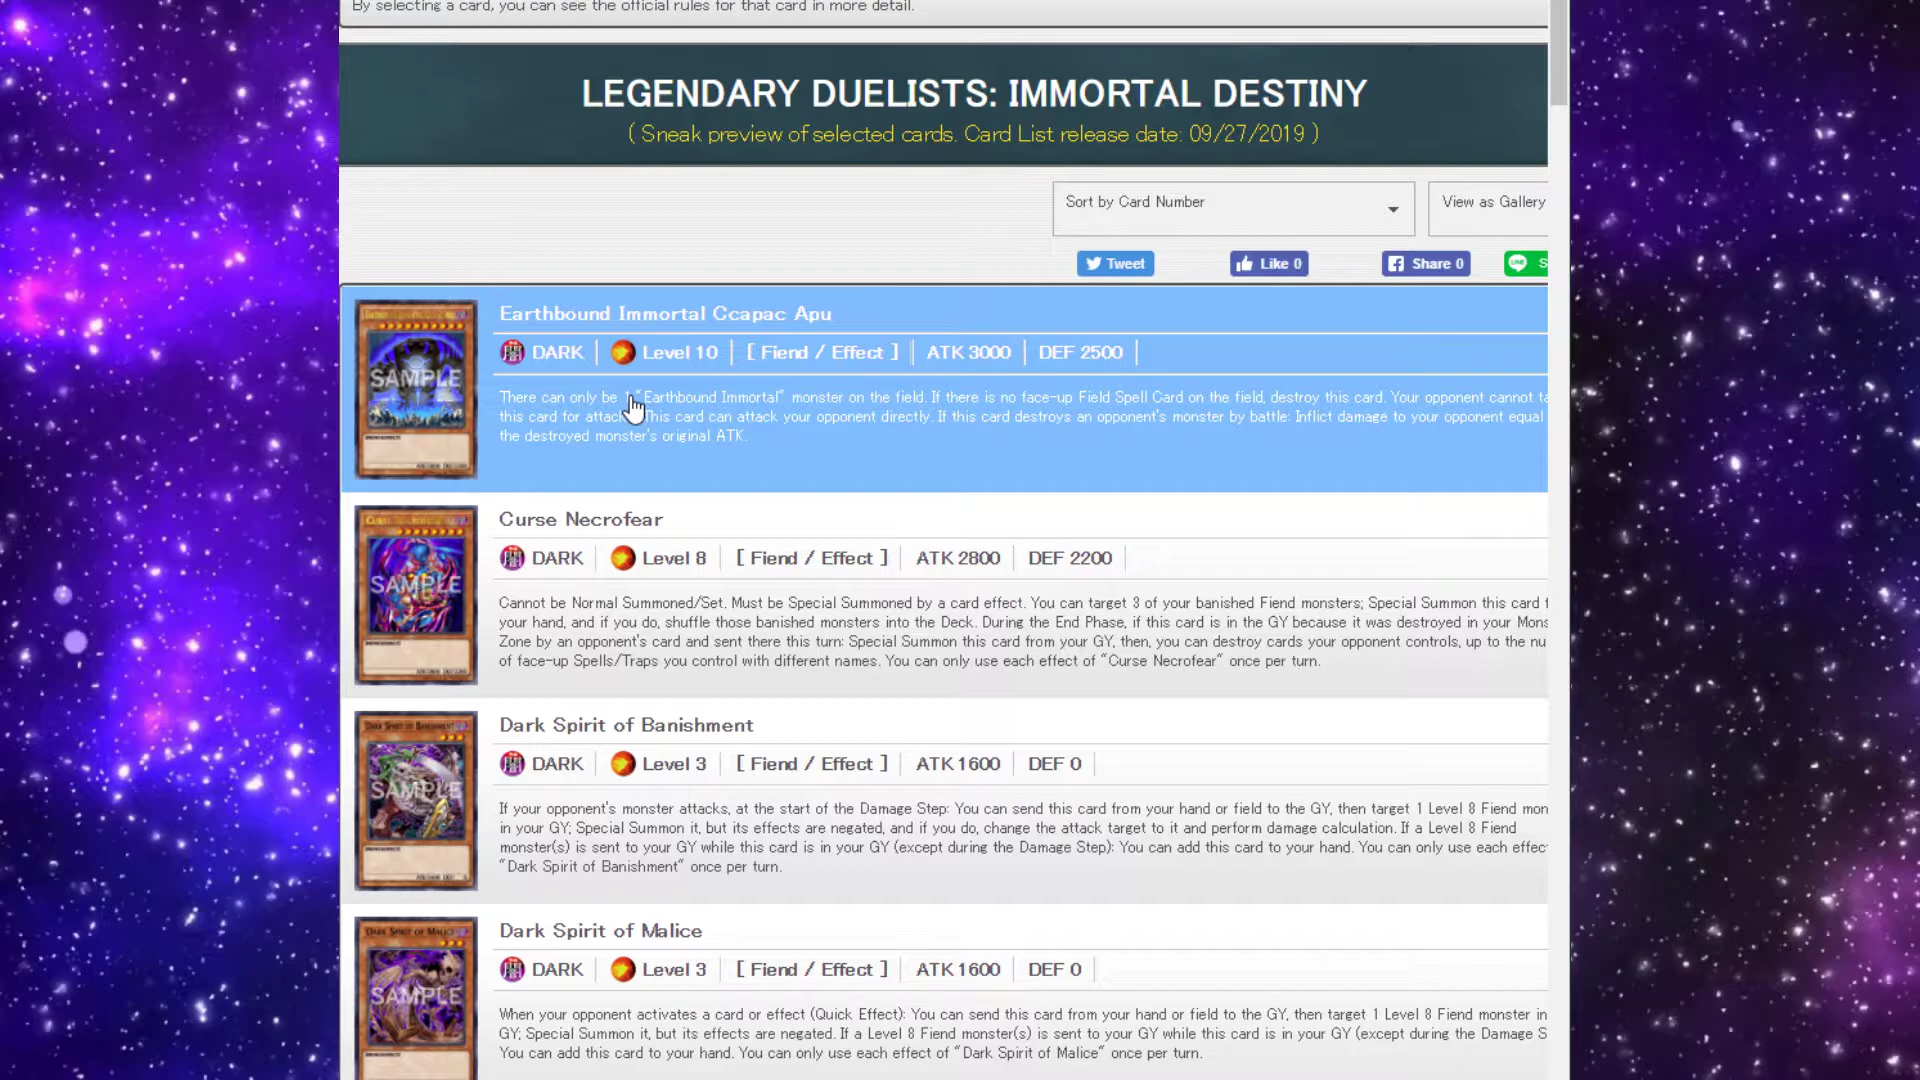 By selecting a card, you can see the official rules for that card in more detail.
LEGENDARY DUELISTS: IMMORTAL DESTINY
( Sneak preview of selected cards. Card List release date: 09/27/2019 )
Sort by Card Number
View as Gallery
Tweet
Like 0
Share 0
LINE
S
SAMPLE
Earthbound Immortal Ccapac Apu
闇 DARK
Level 10
[ Fiend / Effect ]
ATK 3000
DEF 2500
There can only be 1 "Earthbound Immortal" monster on the field. If there is no face-up Field Spell Card on the field, destroy this card. Your opponent cannot ta
this card for attack This card can attack your opponent directly. If this card destroys an opponent's monster by battle: Inflict damage to your opponent equal
the destroyed monster's original ATK.
SAMPLE
Curse Necrofear
闇 DARK
Level 8
[ Fiend / Effect ]
ATK 2800
DEF 2200
Cannot be Normal Summoned/Set. Must be Special Summoned by a card effect. You can target 3 of your banished Fiend monsters; Special Summon this card f
your hand, and if you do, shuffle those banished monsters into the Deck. During the End Phase, if this card is in the GY because it was destroyed in your Mons
Zone by an opponent's card and sent there this turn: Special Summon this card from your GY, then, you can destroy cards your opponent controls, up to the nu
of face-up Spells/Traps you control with different names. You can only use each effect of "Curse Necrofear" once per turn.
DARK SPIRIT OF BANISHMENT
SAMPLE
Dark Spirit of Banishment
闇 DARK
Level 3
[ Fiend / Effect ]
ATK 1600
DEF 0
If your opponent's monster attacks, at the start of the Damage Step: You can send this card from your hand or field to the GY, then target 1 Level 8 Fiend mon
in your GY; Special Summon it, but its effects are negated, and if you do, change the attack target to it and perform damage calculation. If a Level 8 Fiend
monster(s) is sent to your GY while this card is in your GY (except during the Damage Step): You can add this card to your hand. You can only use each effec
"Dark Spirit of Banishment" once per turn.
DARK SPIRIT OF MALICE
SAMPLE
Dark Spirit of Malice
闇 DARK
Level 3
[ Fiend / Effect ]
ATK 1600
DEF 0
When your opponent activates a card or effect (Quick Effect): You can send this card from your hand or field to the GY, then target 1 Level 8 Fiend monster in
GY; Special Summon it, but its effects are negated. If a Level 8 Fiend monster(s) is sent to your GY while this card is in your GY (except during the Damage S
You can add this card to your hand. You can only use each effect of "Dark Spirit of Malice" once per turn.